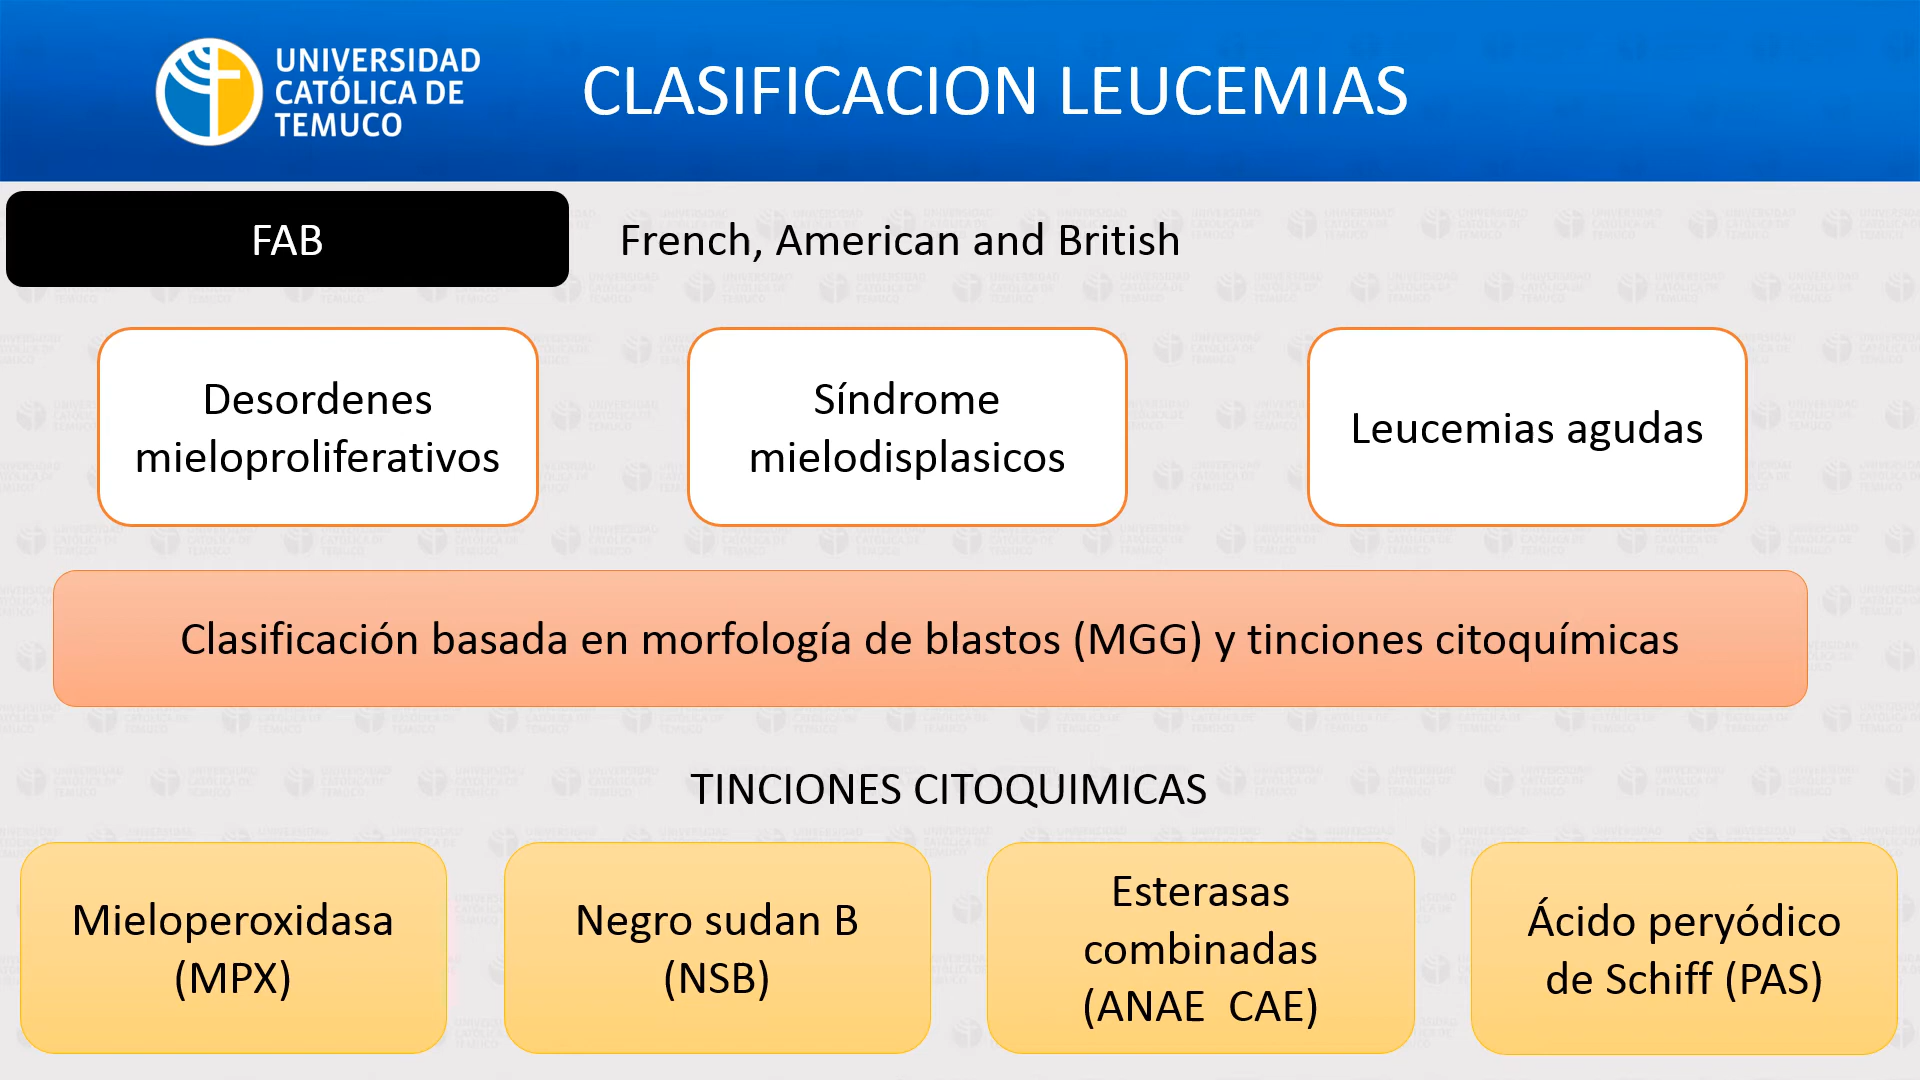 UNIVERSIDAD
CATÓLICA DE
TEMUCO
CLASIFICACION LEUCEMIAS
FAB
French, American and British
Desordenes
mieloproliferativos
Síndrome
mielodisplasicos
Leucemias agudas
Clasificación basada en morfología de blastos (MGG) y tinciones citoquímicas
TINCIONES CITOQUIMICAS
Mieloperoxidasa
(MPX)
Negro sudan B
(NSB)
Esterasas
combinadas
(ANAE CAE)
Ácido peryódico
de Schiff (PAS)